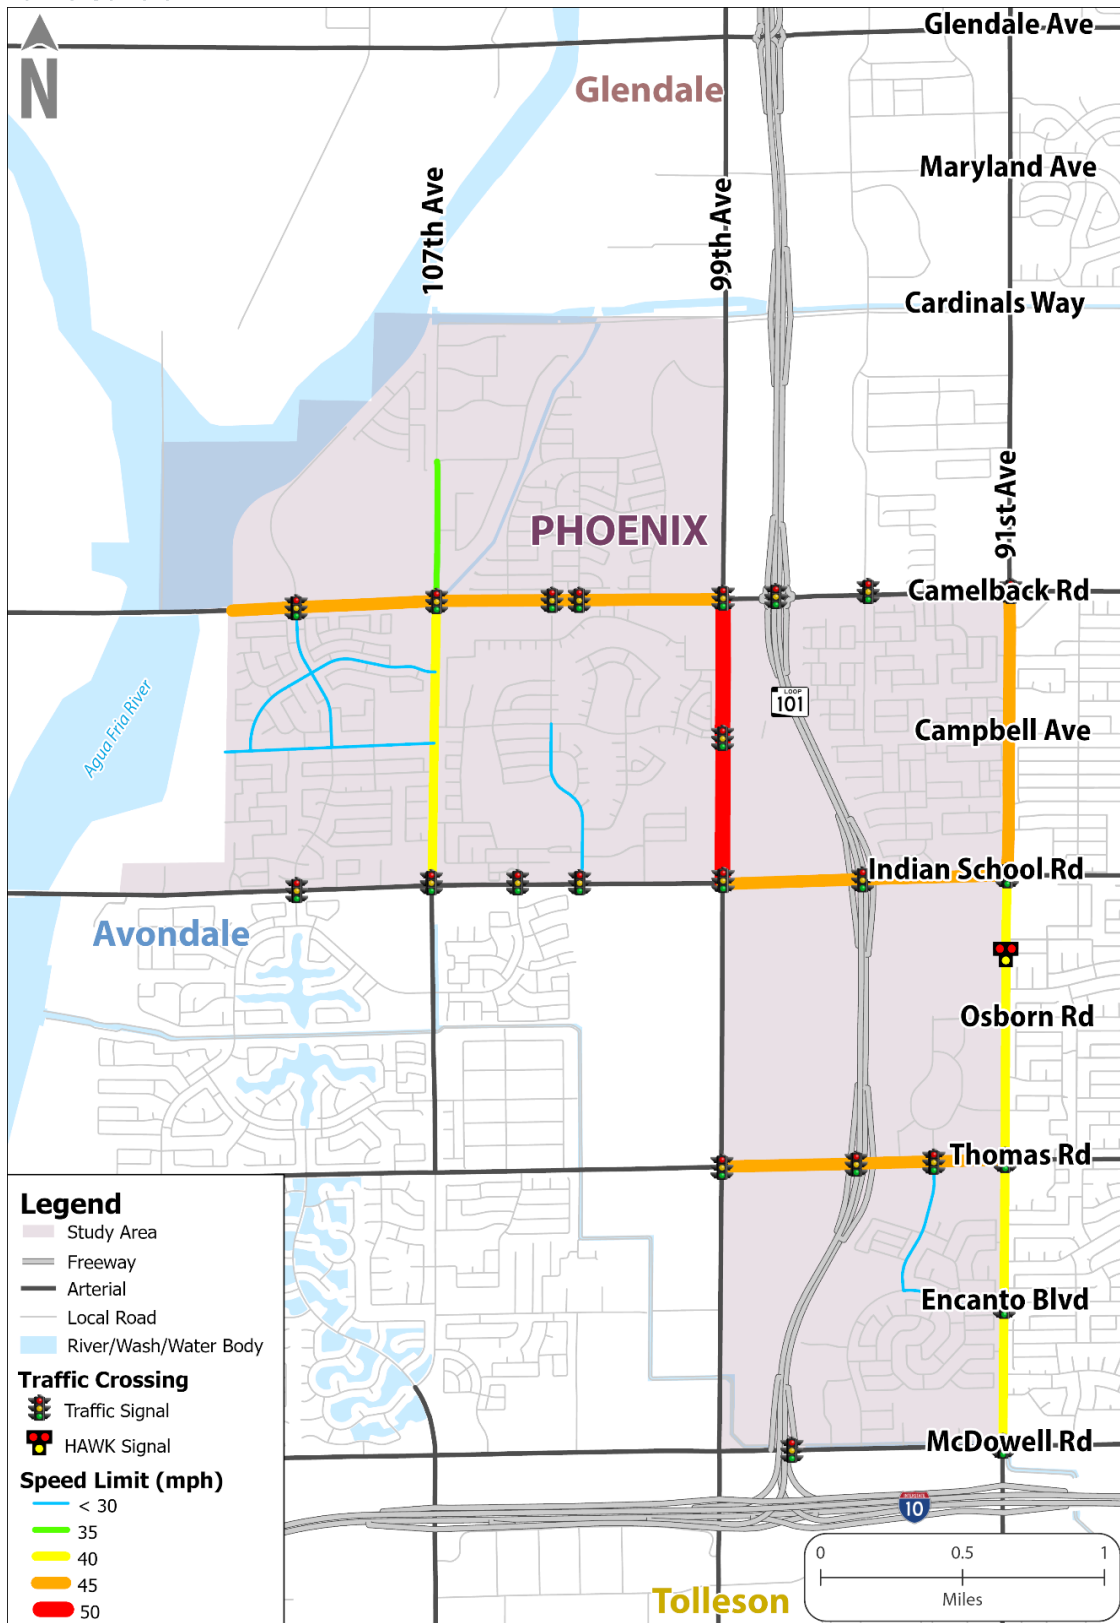 Glendale Ave
N
Glendale
Maryland Ave
107th Ave
99th Ave
Cardinals Way
91st Ave
PHOENIX
Camelback Rd
Agua Fria River
LOOP
101
Campbell Ave
Indian School Rd
Avondale
Osborn Rd
Thomas Rd
Legend
Study Area
Freeway
Arterial
Local Road
River/Wash/Water Body
Traffic Crossing
Traffic Signal
HAWK Signal
Speed Limit (mph)
< 30
35
40
45
50
Encanto Blvd
McDowell Rd
10
0 0.5 1
Miles
Tolleson